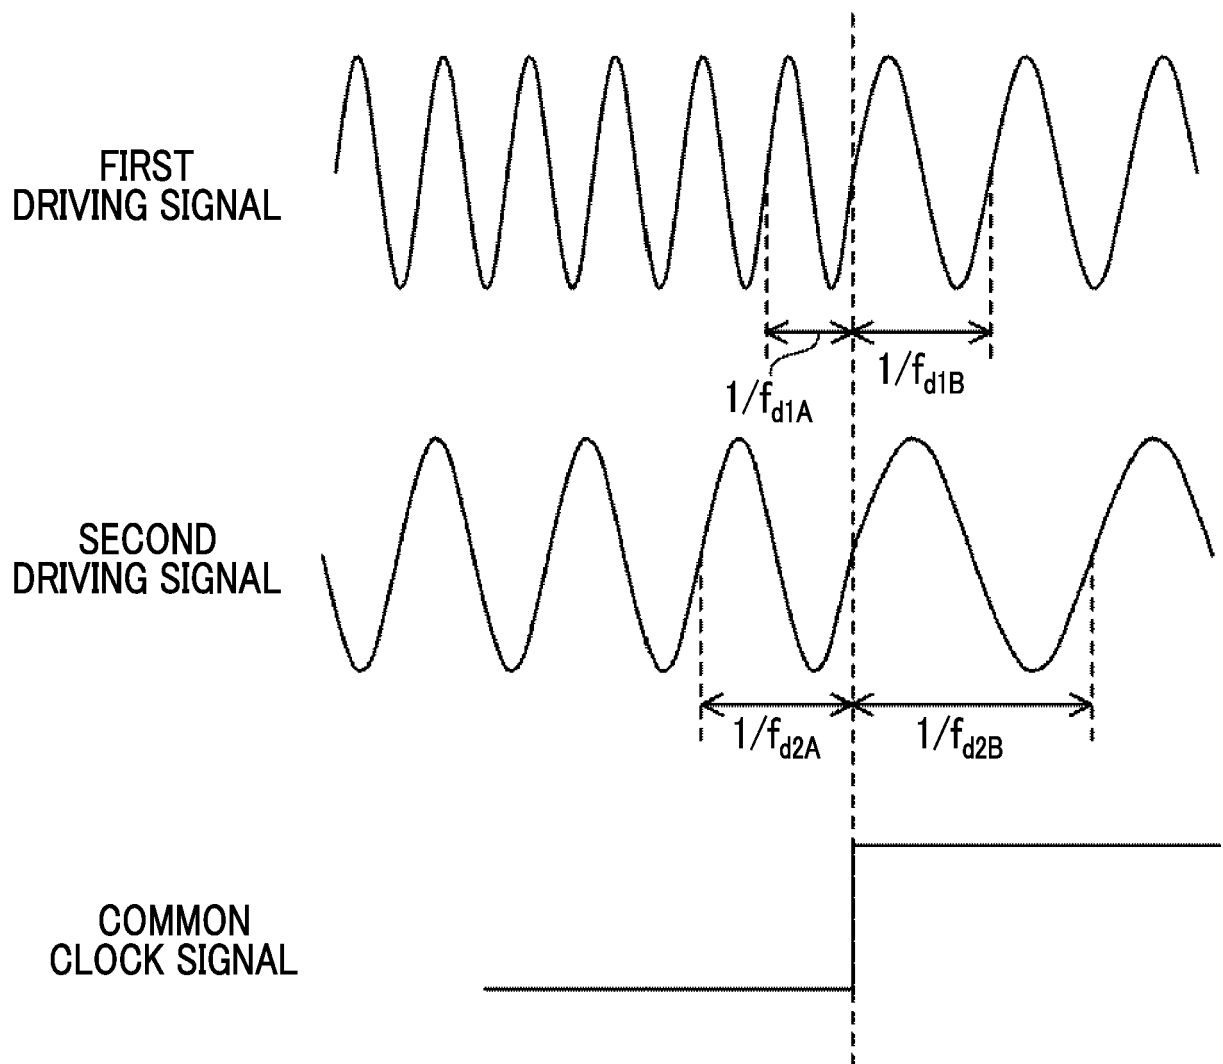 FIRST
DRIVING SIGNAL
1/fd1A
1/fd1B
SECOND
DRIVING SIGNAL
1/fd2A
1/fd2B
COMMON
CLOCK SIGNAL